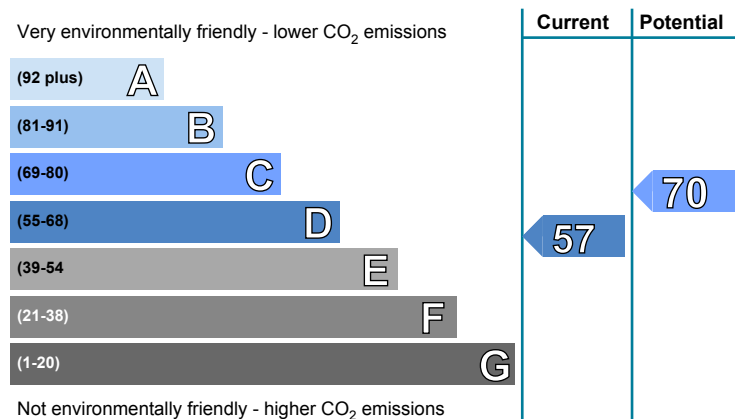 Very environmentally friendly - lower CO₂ emissions
Current
Potential
(92 plus) A
(81-91) B
(69-80) C
(55-68) D
(39-54 E
(21-38) F
(1-20) G
57
70
Not environmentally friendly - higher CO₂ emissions